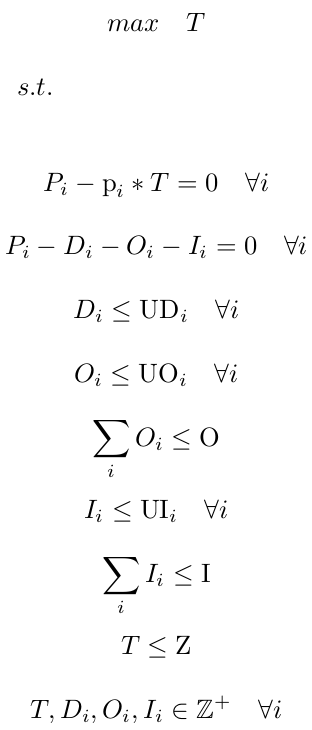 max T
s.t.
P_i − p_i ∗ T = 0 ∀i
P_i − D_i − O_i − I_i = 0 ∀i
D_i ≤ UD_i ∀i
O_i ≤ UO_i ∀i
∑_i O_i ≤ O
I_i ≤ UI_i ∀i
∑_i I_i ≤ I
T ≤ Z
T, D_i, O_i, I_i ∈ ℤ⁺ ∀i